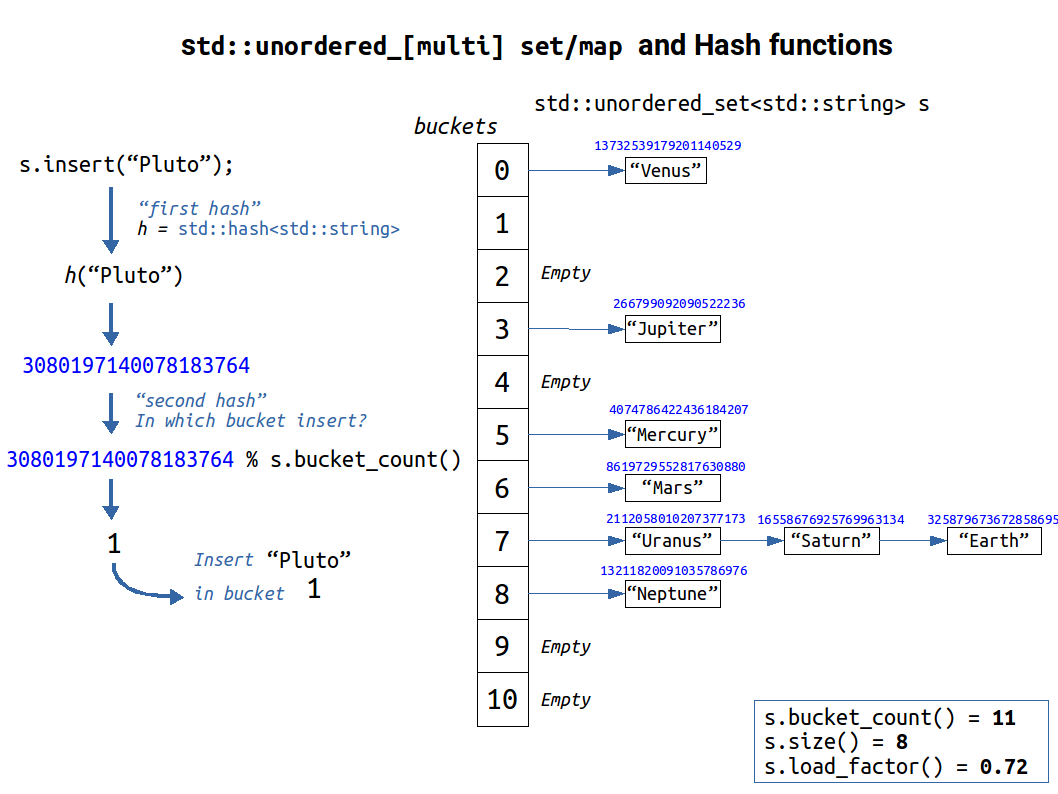 std::unordered_[multi] set/map and Hash functions
std::unordered_set<std::string> s
buckets
s.insert(“Pluto”);
“first hash”
h = std::hash<std::string>
h(“Pluto”)
3080197140078183764
“second hash”
In which bucket insert?
3080197140078183764 % s.bucket_count()
1
Insert “Pluto”
in bucket 1
13732539179201140529
0 “Venus”
1
2 Empty
266799092090522236
3 “Jupiter”
4 Empty
4074786422436184207
5 “Mercury”
8619729552817630880
6 “Mars”
2112058010207377173 16558676925769963134 325879673672858695
7 “Uranus” “Saturn” “Earth”
13211820091035786976
8 “Neptune”
9 Empty
10 Empty
s.bucket_count() = 11
s.size() = 8
s.load_factor() = 0.72